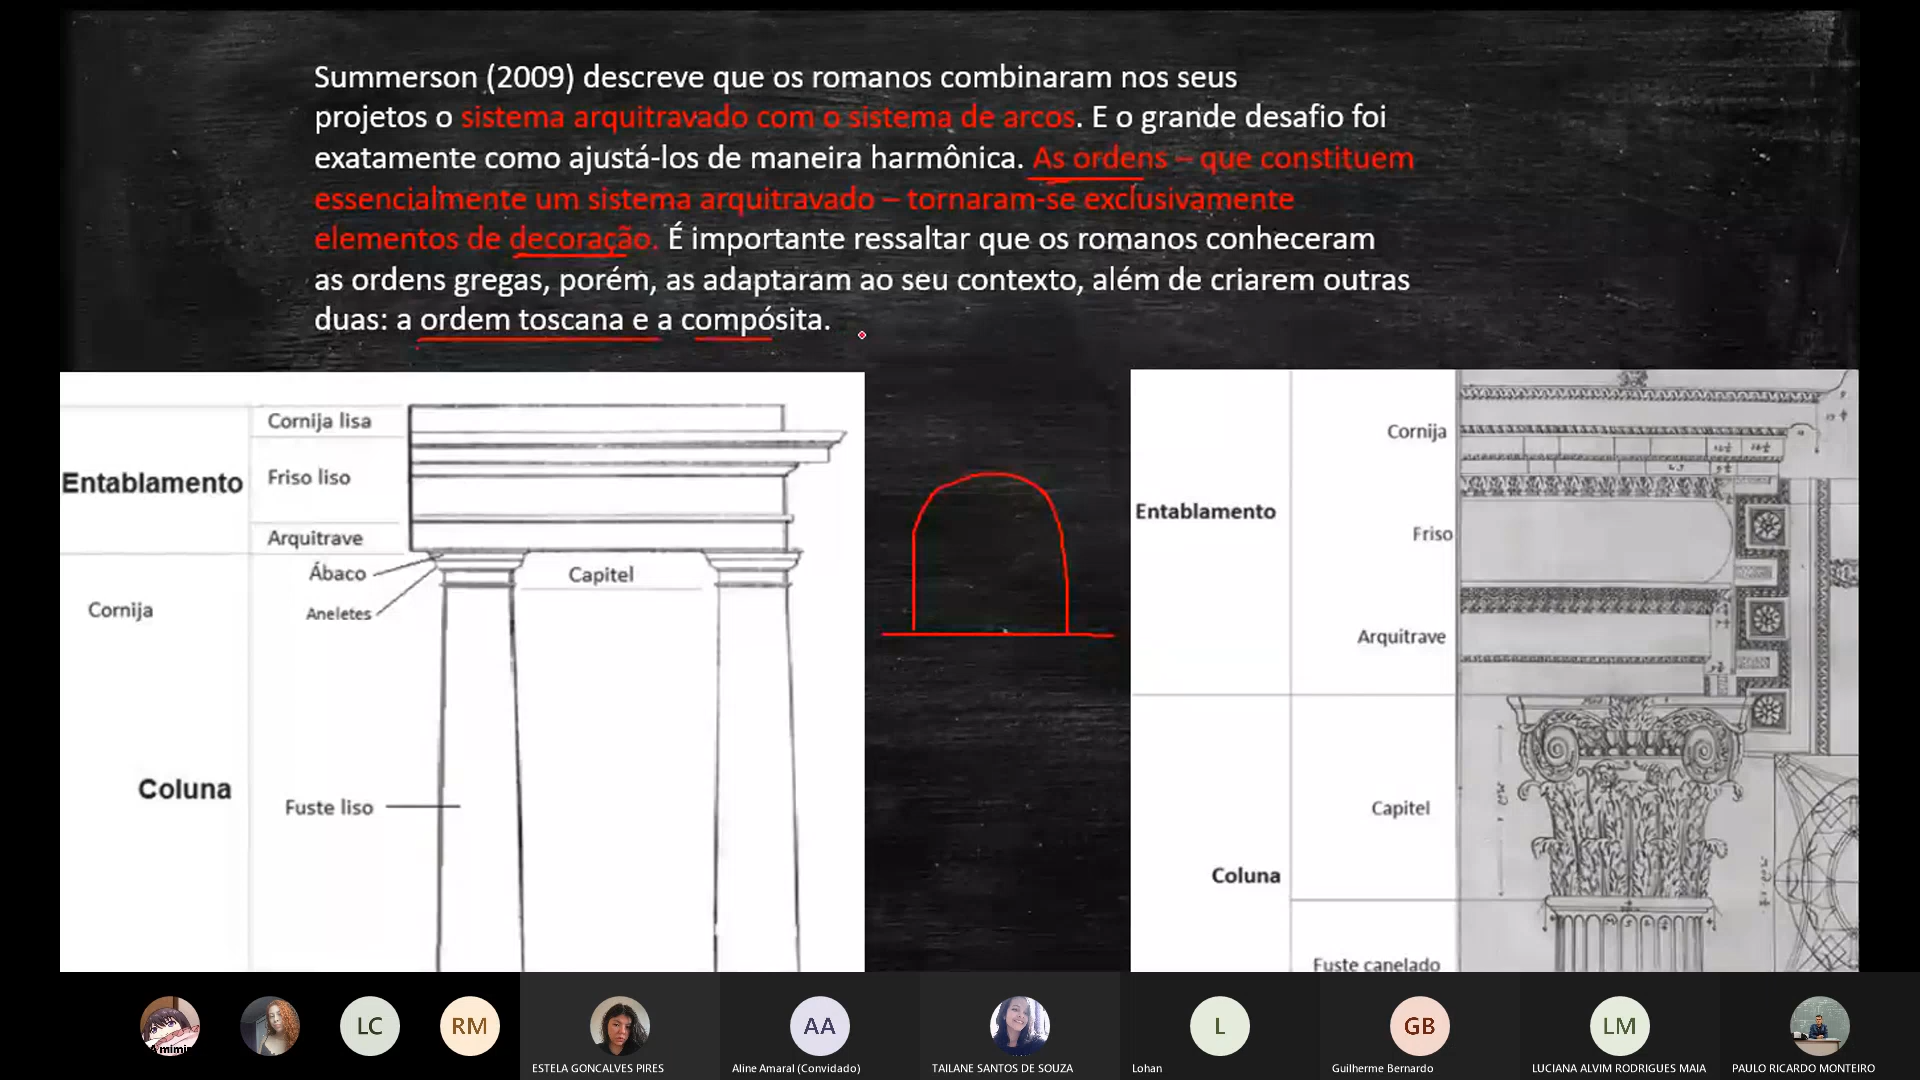 Summerson (2009) descreve que os romanos combinaram nos seus
projetos o sistema arquitravado com o sistema de arcos. E o grande desafio foi
exatamente como ajustá-los de maneira harmônica. As ordens – que constituem
essencialmente um sistema arquitravado – tornaram-se exclusivamente
elementos de decoração. É importante ressaltar que os romanos conheceram
as ordens gregas, porém, as adaptaram ao seu contexto, além de criarem outras
duas: a ordem toscana e a compósita.
Cornija lisa
Entablamento
Friso liso
Arquitrave
Ábaco
Capitel
Aneletes
Cornija
Coluna
Fuste liso
Cornija
Entablamento
Friso
Arquitrave
Capitel
Coluna
Fuste canelado
LC
RM
AA
L
GB
LM
ESTELA GONCALVES PIRES
Aline Amaral (Convidado)
TAILANE SANTOS DE SOUZA
Lohan
Guilherme Bernardo
LUCIANA ALVIM RODRIGUES MAIA
PAULO RICARDO MONTEIRO